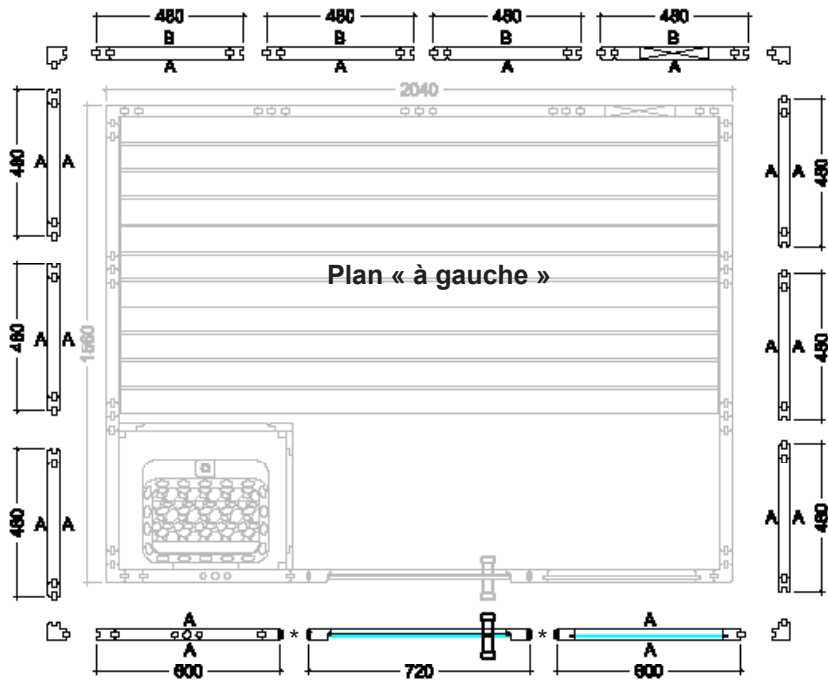 480 480 480 480
B B B B
A A A A
2040
480 A A
A A 480
Plan « à gauche »
480 A A
A A 480
1560
480 A A
A A 480
A * * A
A A
600 720 600